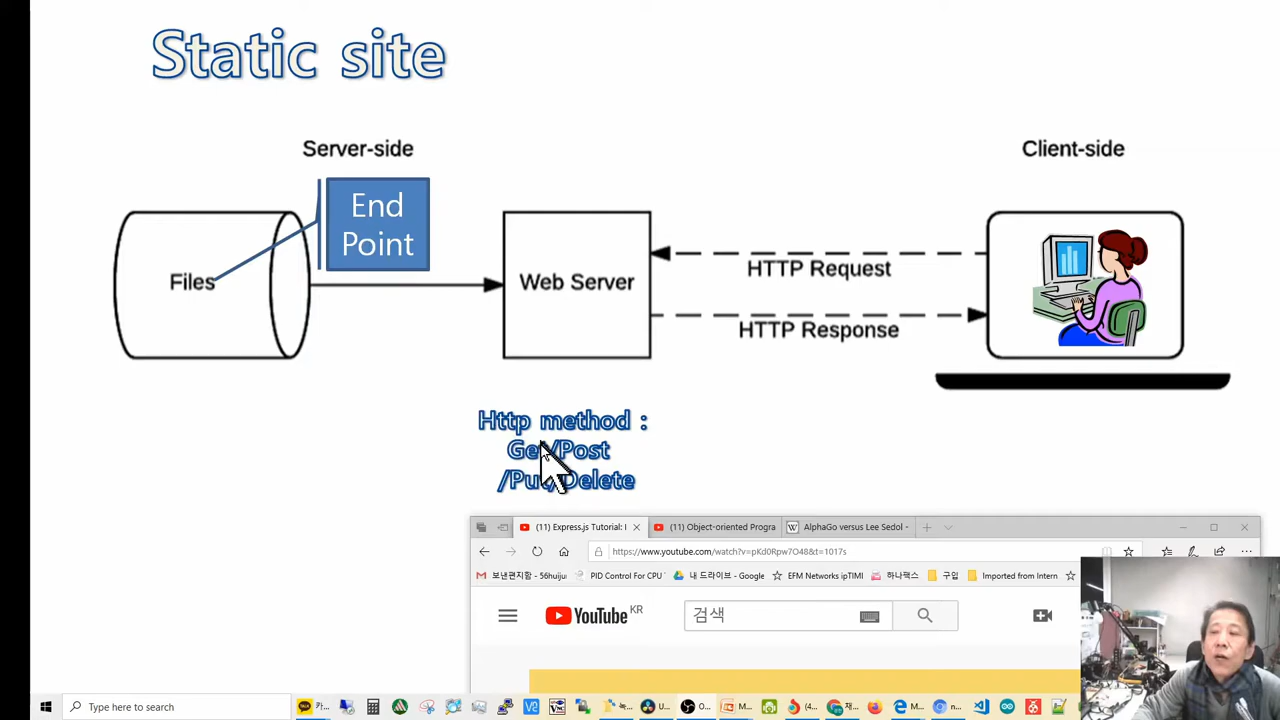 Static site
Server-side
Client-side
End
Point
Files
Web Server
HTTP Request
HTTP Response
Http method :
Get/Post
/Put/Delete
(11) Express.js Tutorial: I
(11) Object-oriented Progra
W AlphaGo versus Lee Sedol -
https://www.youtube.com/watch?v=pKd0Rpw7O48&t=1017s
보낸편지함 - 56huijur
PID Control For CPU
내 드라이브 - Google
EFM Networks ipTIMI
하나팩스
구입
Imported from Intern
YouTube KR
검색
Type here to search